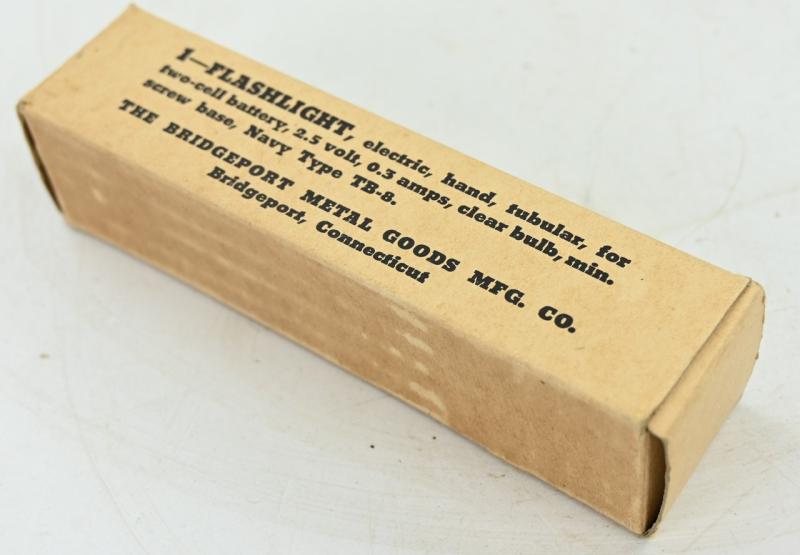 1—FLASHLIGHT, electric, hand, tubular, for
two-cell battery, 2.5 volt, 0.3 amps, clear bulb, min.
screw base, Navy Type TB-8.
THE BRIDGEPORT METAL GOODS MFG. CO.
Bridgeport, Connecticut